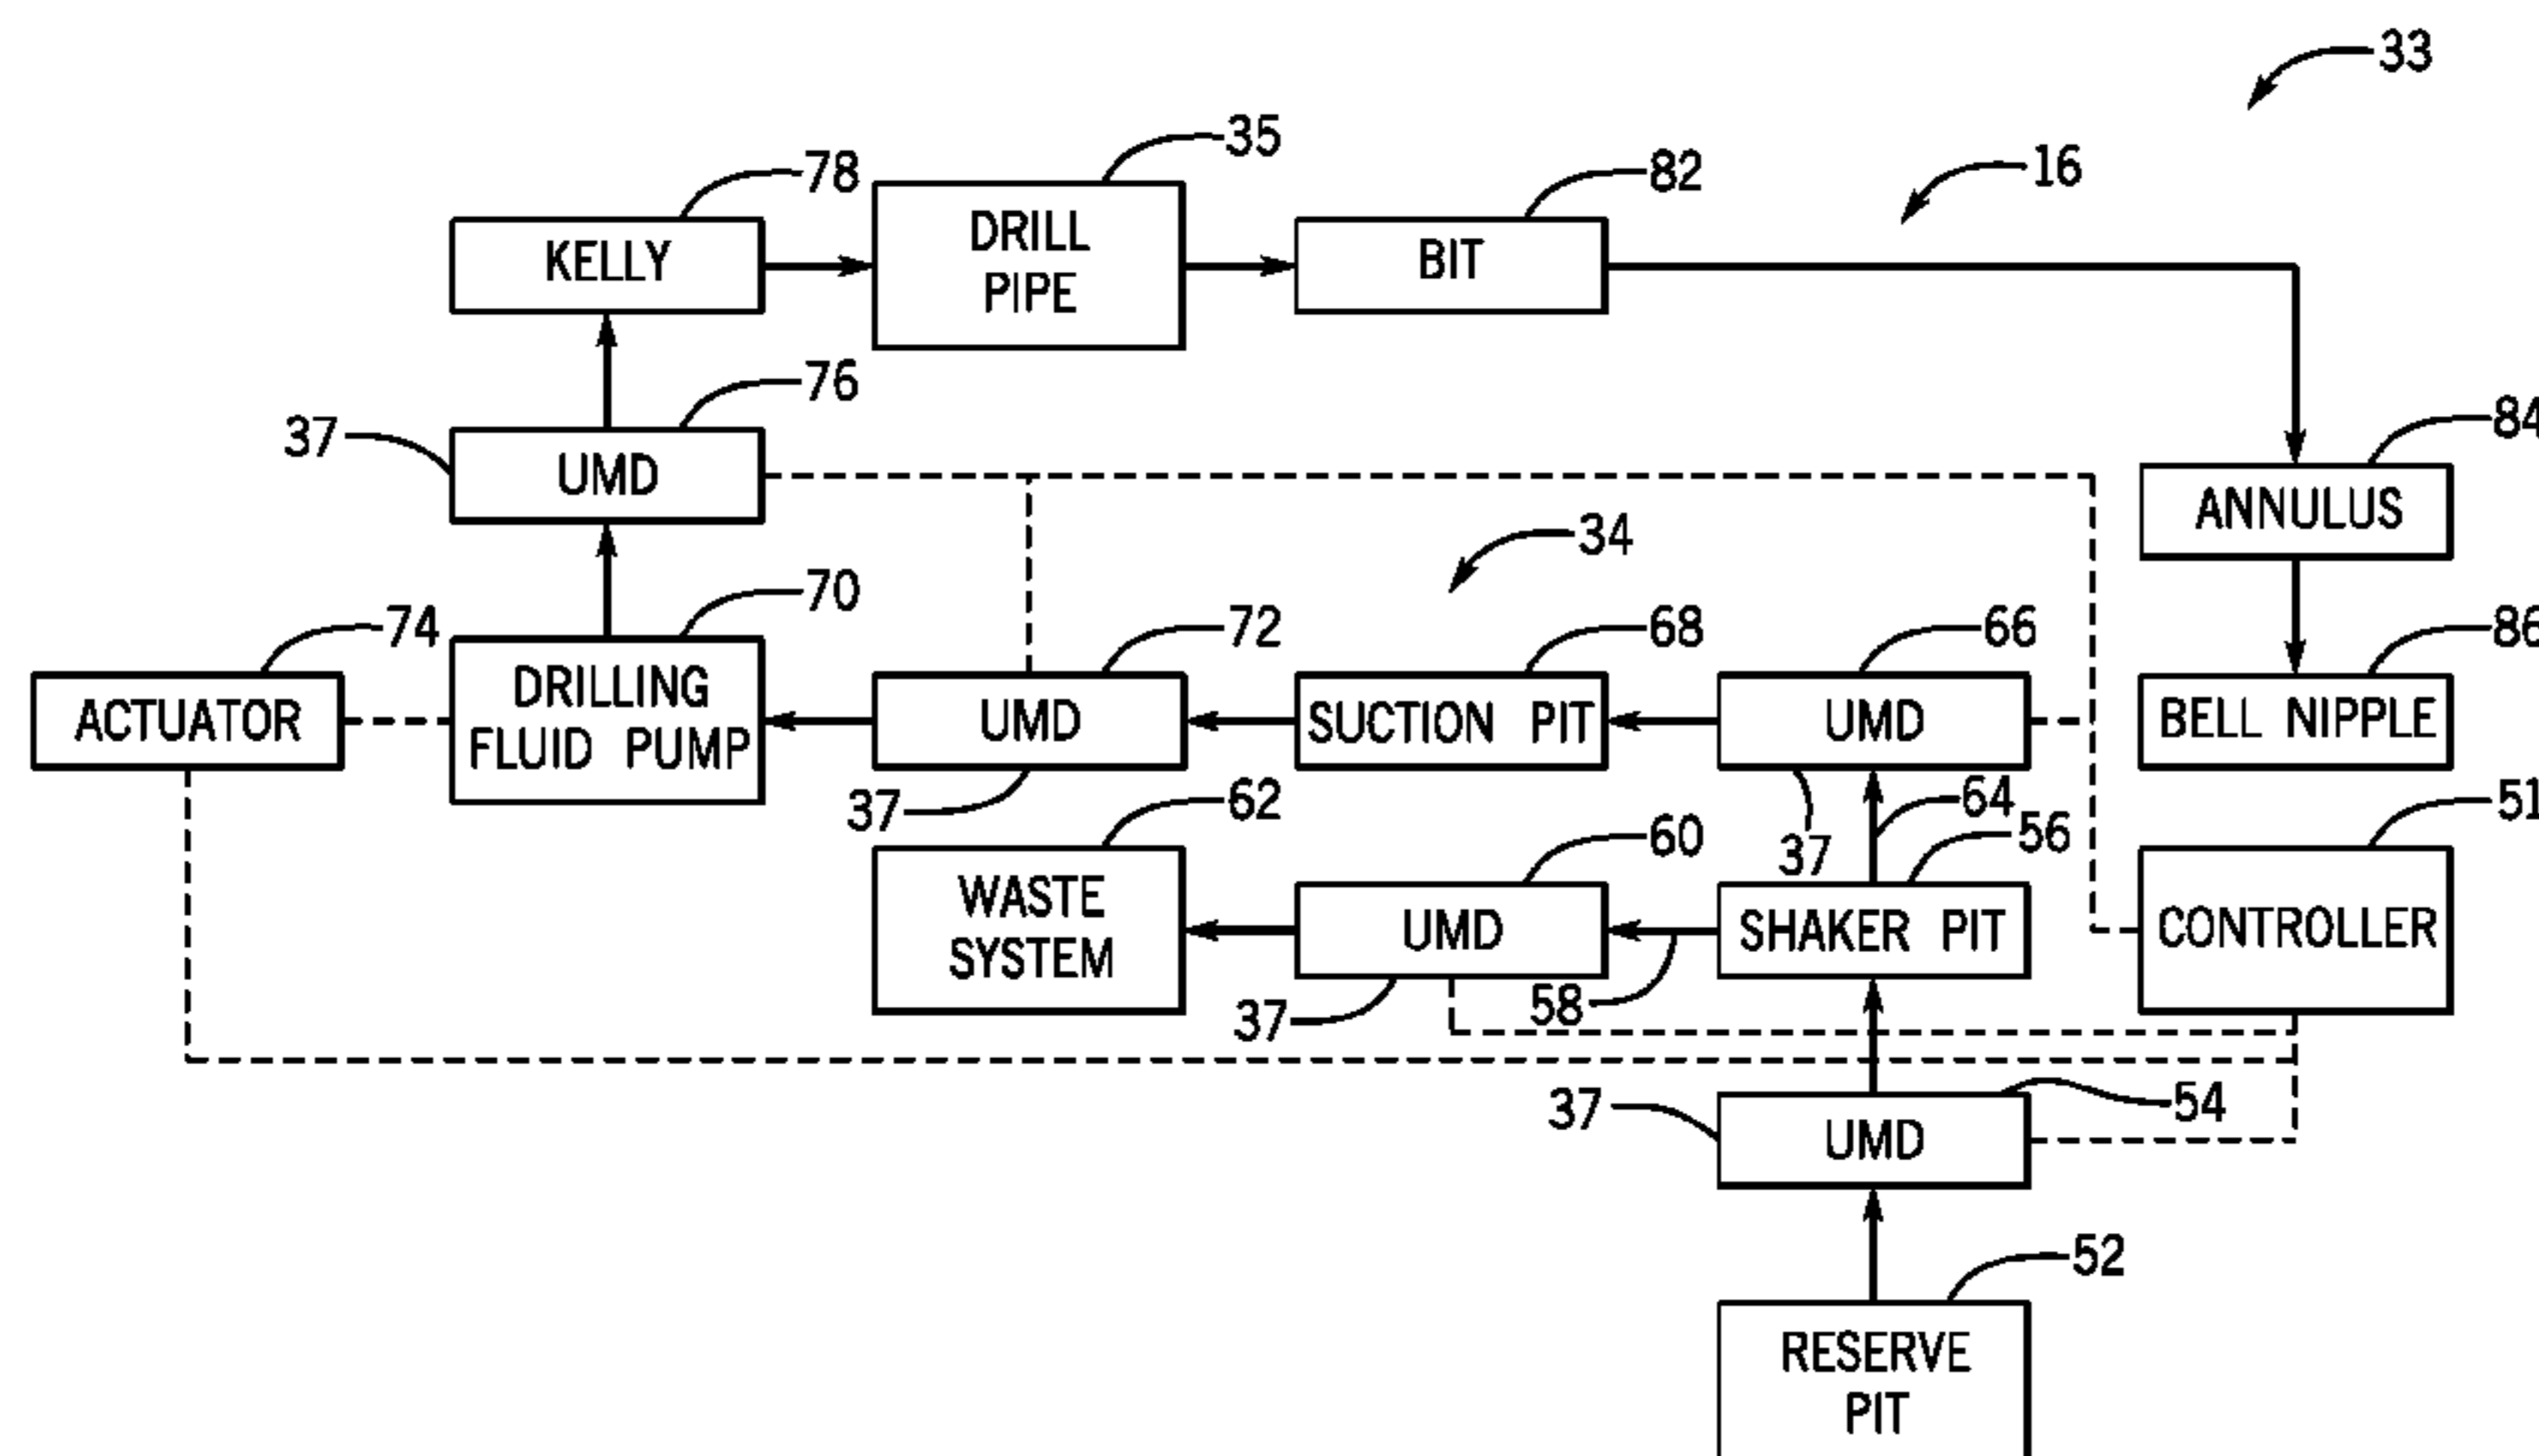 33
16
35
78
82
KELLY
DRILL
PIPE
BIT
76
37
UMD
84
ANNULUS
34
70
74
72
68
66
86
ACTUATOR
DRILLING
FLUID PUMP
UMD
SUCTION PIT
UMD
BELL NIPPLE
37
62
37
64
51
60
56
WASTE
SYSTEM
UMD
SHAKER PIT
CONTROLLER
37
58
37
54
UMD
52
RESERVE
PIT